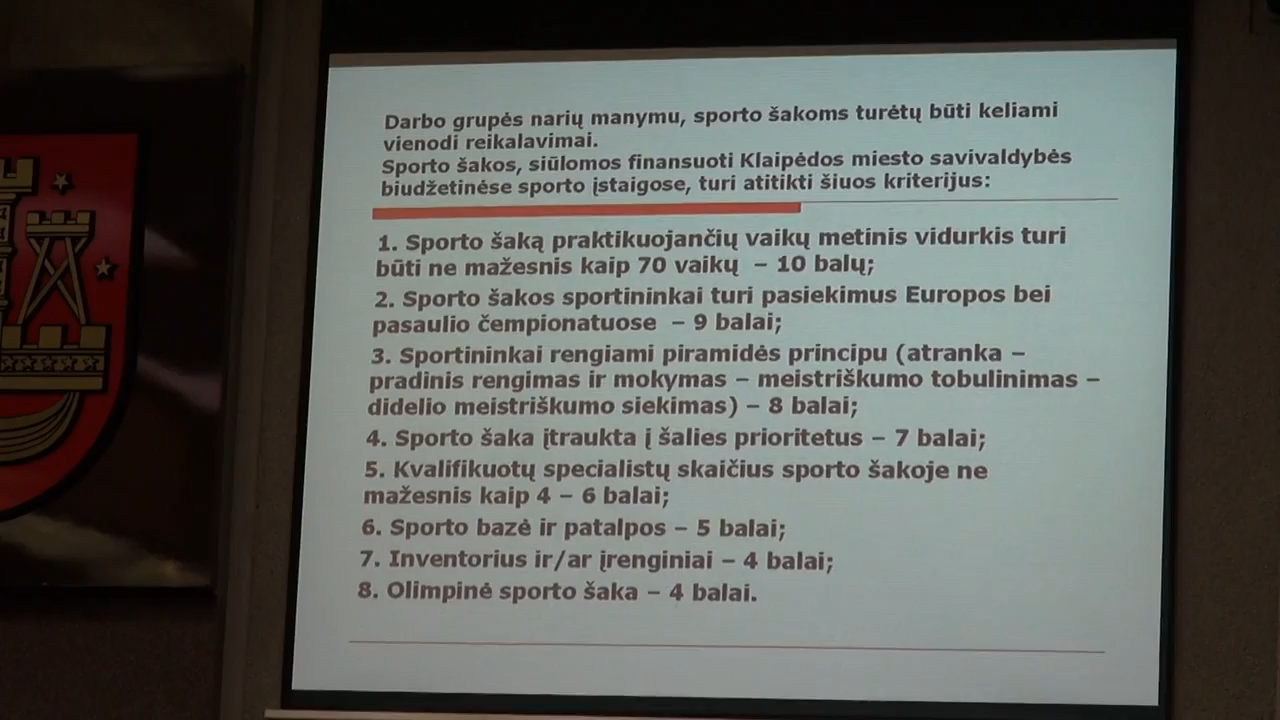 Darbo grupės narių manymu, sporto šakoms turėtų būti keliami
vienodi reikalavimai.
Sporto šakos, siūlomos finansuoti Klaipėdos miesto savivaldybės
biudžetinėse sporto įstaigose, turi atitikti šiuos kriterijus:
1. Sporto šaką praktikuojančių vaikų metinis vidurkis turi
būti ne mažesnis kaip 70 vaikų – 10 balų;
2. Sporto šakos sportininkai turi pasiekimus Europos bei
pasaulio čempionatuose – 9 balai;
3. Sportininkai rengiami piramidės principu (atranka –
pradinis rengimas ir mokymas – meistriškumo tobulinimas –
didelio meistriškumo siekimas) – 8 balai;
4. Sporto šaka įtraukta į šalies prioritetus – 7 balai;
5. Kvalifikuotų specialistų skaičius sporto šakoje ne
mažesnis kaip 4 – 6 balai;
6. Sporto bazė ir patalpos – 5 balai;
7. Inventorius ir/ar įrenginiai – 4 balai;
8. Olimpinė sporto šaka – 4 balai.